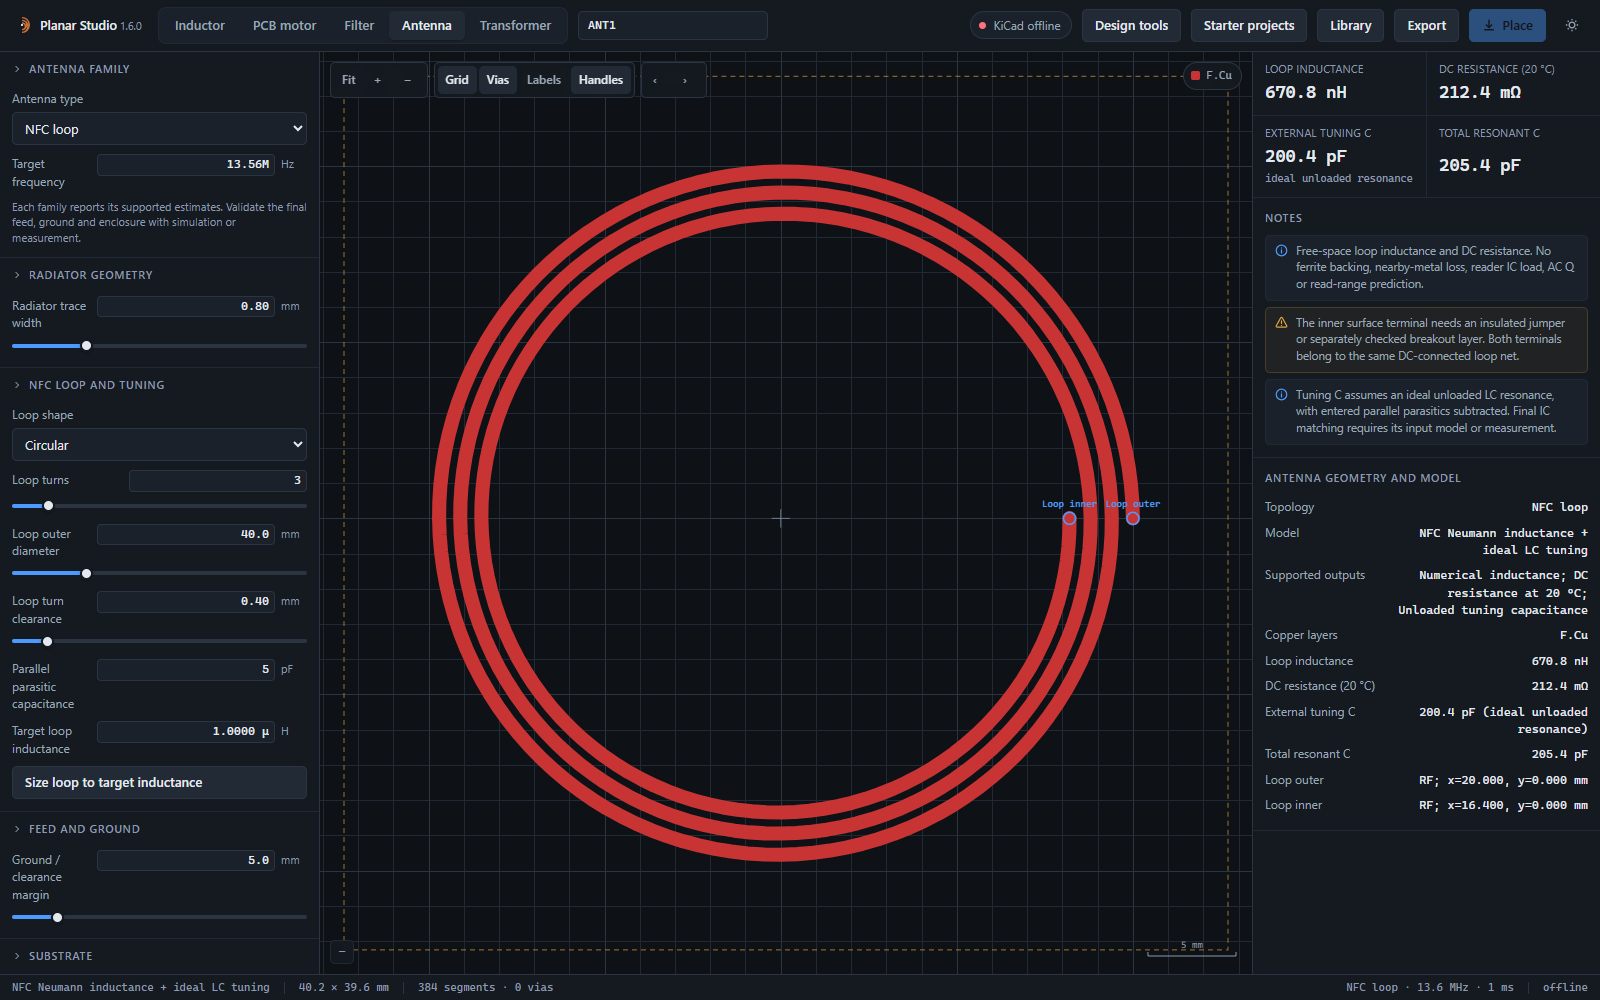 Planar Studio 1.6.0
Inductor
PCB motor
Filter
Antenna
Transformer
ANT1
KiCad offline
Design tools
Starter projects
Library
Export
Place
ANTENNA FAMILY
Antenna type
NFC loop
Target frequency
13.56M Hz
Each family reports its supported estimates. Validate the final
feed, ground and enclosure with simulation or
measurement.
RADIATOR GEOMETRY
Radiator trace width
0.80 mm
NFC LOOP AND TUNING
Loop shape
Circular
Loop turns
3
Loop outer diameter
40.0 mm
Loop turn clearance
0.40 mm
Parallel parasitic capacitance
5 pF
Target loop inductance
1.0000 µ H
Size loop to target inductance
FEED AND GROUND
Ground / clearance margin
5.0 mm
SUBSTRATE
Fit + −
Grid Vias Labels Handles
‹ ›
F.Cu
Loop inner
Loop outer
−
5 mm
LOOP INDUCTANCE
670.8 nH
DC RESISTANCE (20 °C)
212.4 mΩ
EXTERNAL TUNING C
200.4 pF
ideal unloaded resonance
TOTAL RESONANT C
205.4 pF
NOTES
Free-space loop inductance and DC resistance. No
ferrite backing, nearby-metal loss, reader IC load, AC Q
or read-range prediction.
The inner surface terminal needs an insulated jumper
or separately checked breakout layer. Both terminals
belong to the same DC-connected loop net.
Tuning C assumes an ideal unloaded LC resonance,
with entered parallel parasitics subtracted. Final IC
matching requires its input model or measurement.
ANTENNA GEOMETRY AND MODEL
Topology
NFC loop
Model
NFC Neumann inductance +
ideal LC tuning
Supported outputs
Numerical inductance; DC
resistance at 20 °C;
Unloaded tuning capacitance
Copper layers
F.Cu
Loop inductance
670.8 nH
DC resistance (20 °C)
212.4 mΩ
External tuning C
200.4 pF (ideal unloaded
resonance)
Total resonant C
205.4 pF
Loop outer
RF; x=20.000, y=0.000 mm
Loop inner
RF; x=16.400, y=0.000 mm
NFC Neumann inductance + ideal LC tuning
40.2 × 39.6 mm
384 segments · 0 vias
NFC loop · 13.6 MHz · 1 ms
offline